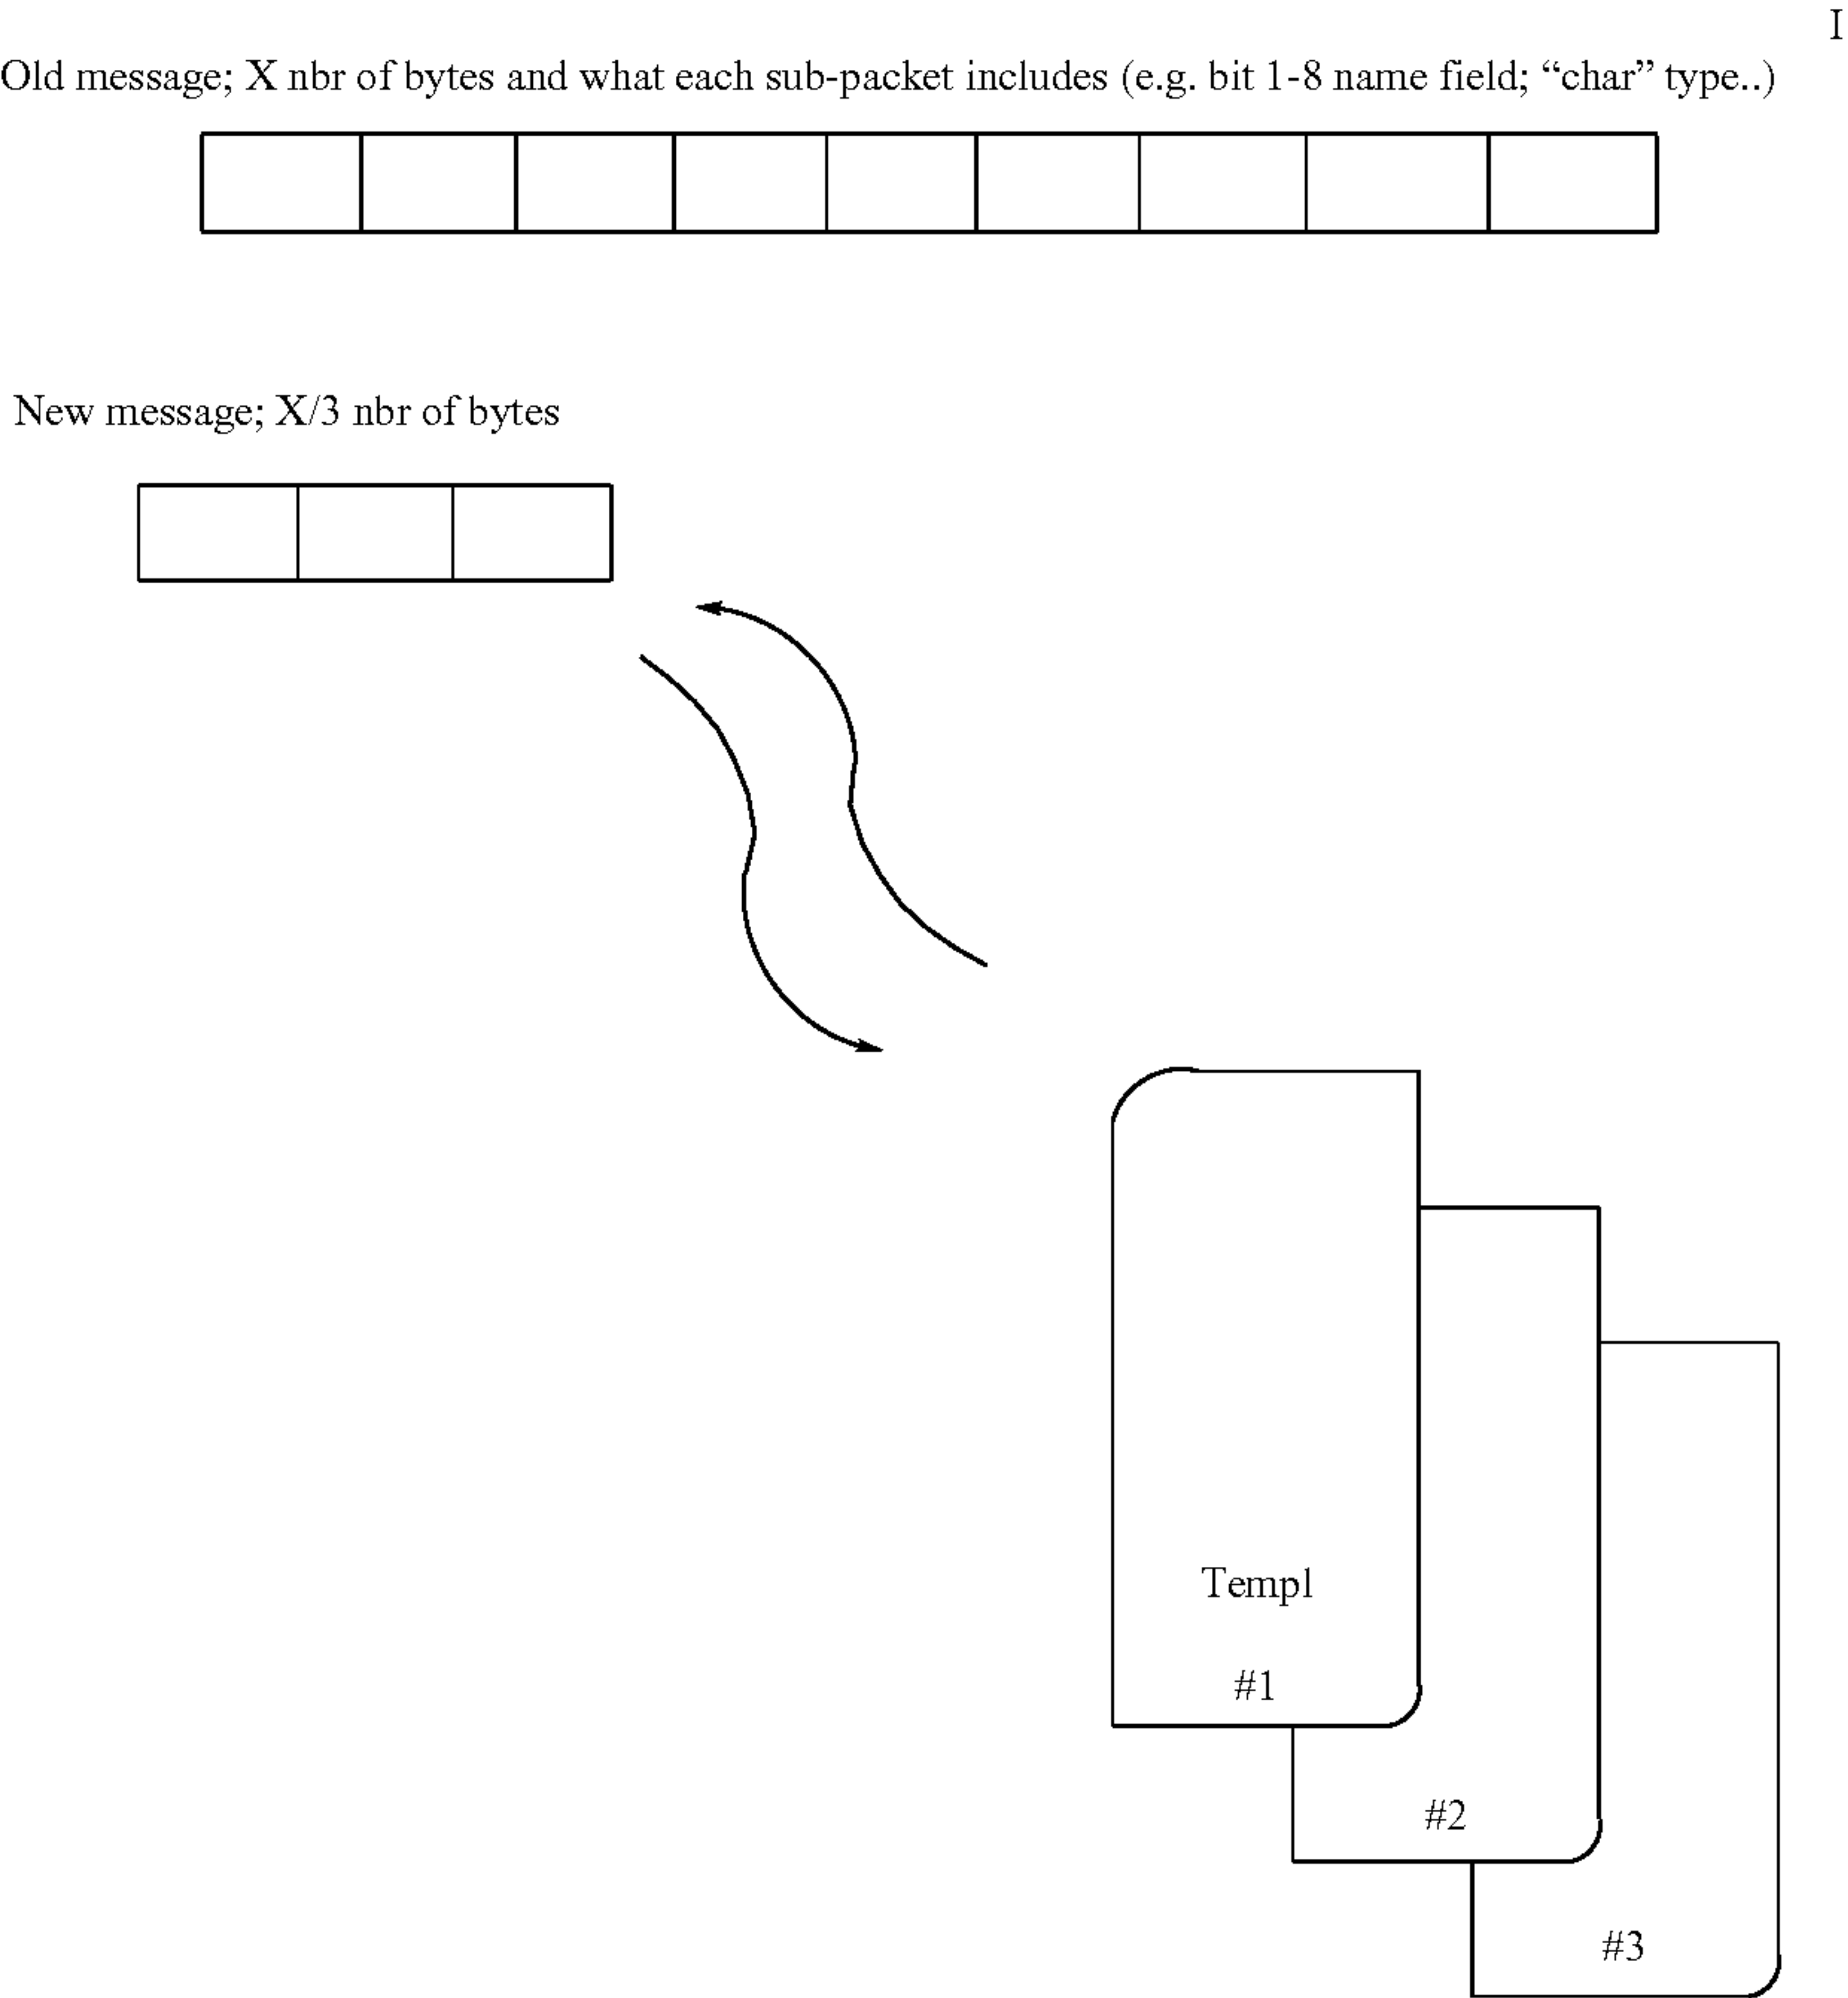 I
Old message; X nbr of bytes and what each sub-packet includes (e.g. bit 1-8 name field; “char” type..)
New message; X/3 nbr of bytes
Templ
#1
#2
#3